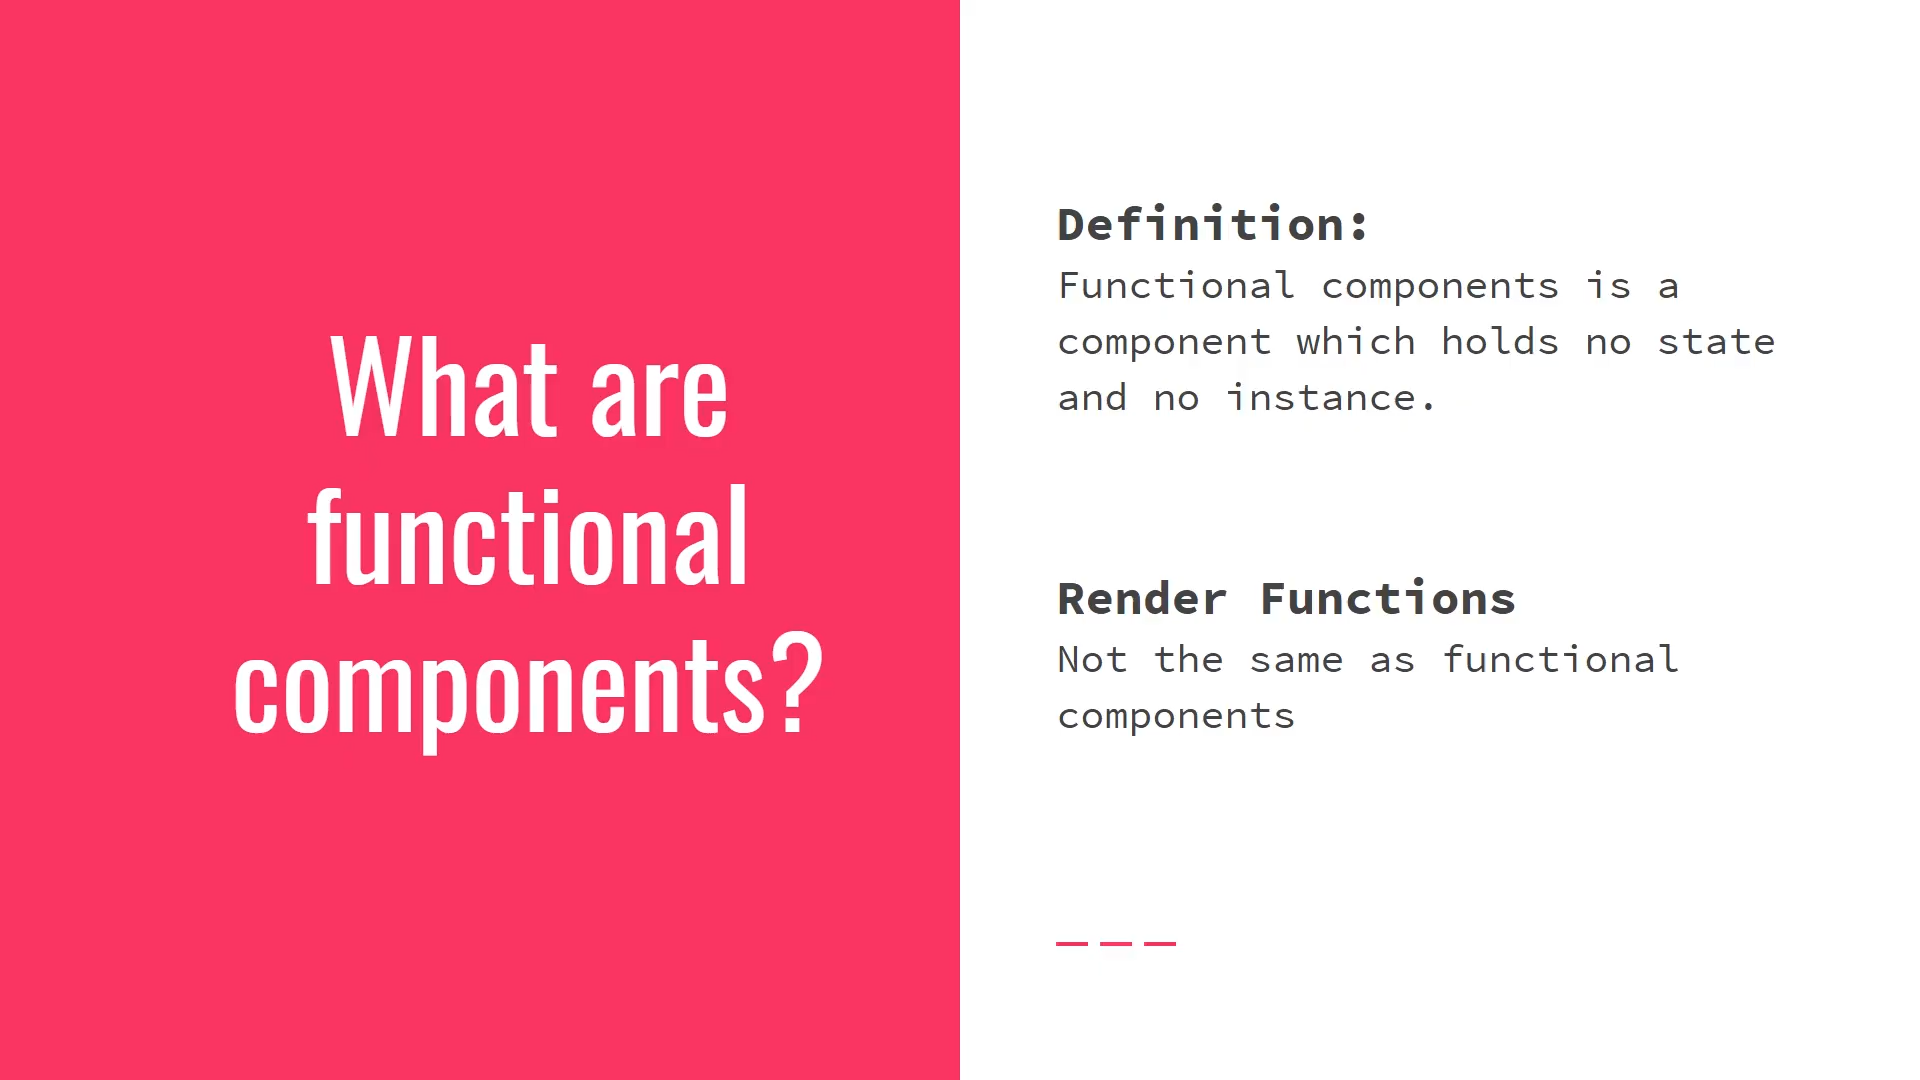 What are
functional
components?
Definition:
Functional components is a
component which holds no state
and no instance.
Render Functions
Not the same as functional
components